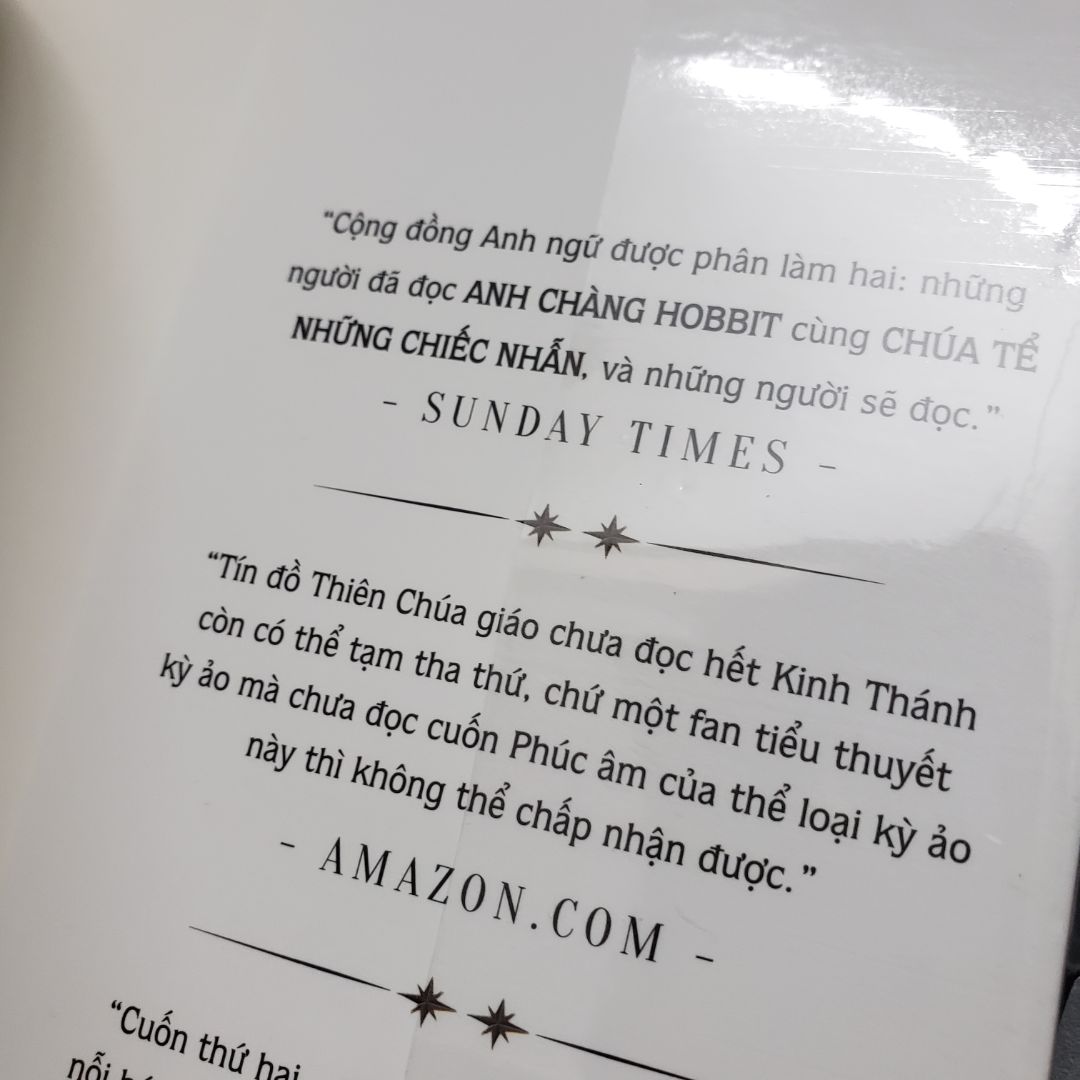 “Cộng đồng Anh ngữ được phân làm hai: những
người đã đọc ANH CHÀNG HOBBIT cùng CHÚA TỂ
NHỮNG CHIẾC NHẪN, và những người sẽ đọc.”
- SUNDAY TIMES -
“Tín đồ Thiên Chúa giáo chưa đọc hết Kinh Thánh
còn có thể tạm tha thứ, chứ một fan tiểu thuyết
kỳ ảo mà chưa đọc cuốn Phúc âm của thể loại kỳ ảo
này thì không thể chấp nhận được.”
- AMAZON.COM -
“Cuốn thứ hai
nỗi